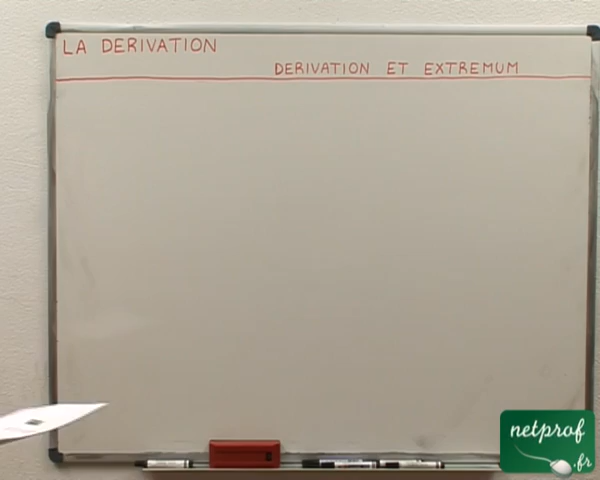 LA DERIVATION
DERIVATION ET EXTREMUM
netprof
.fr